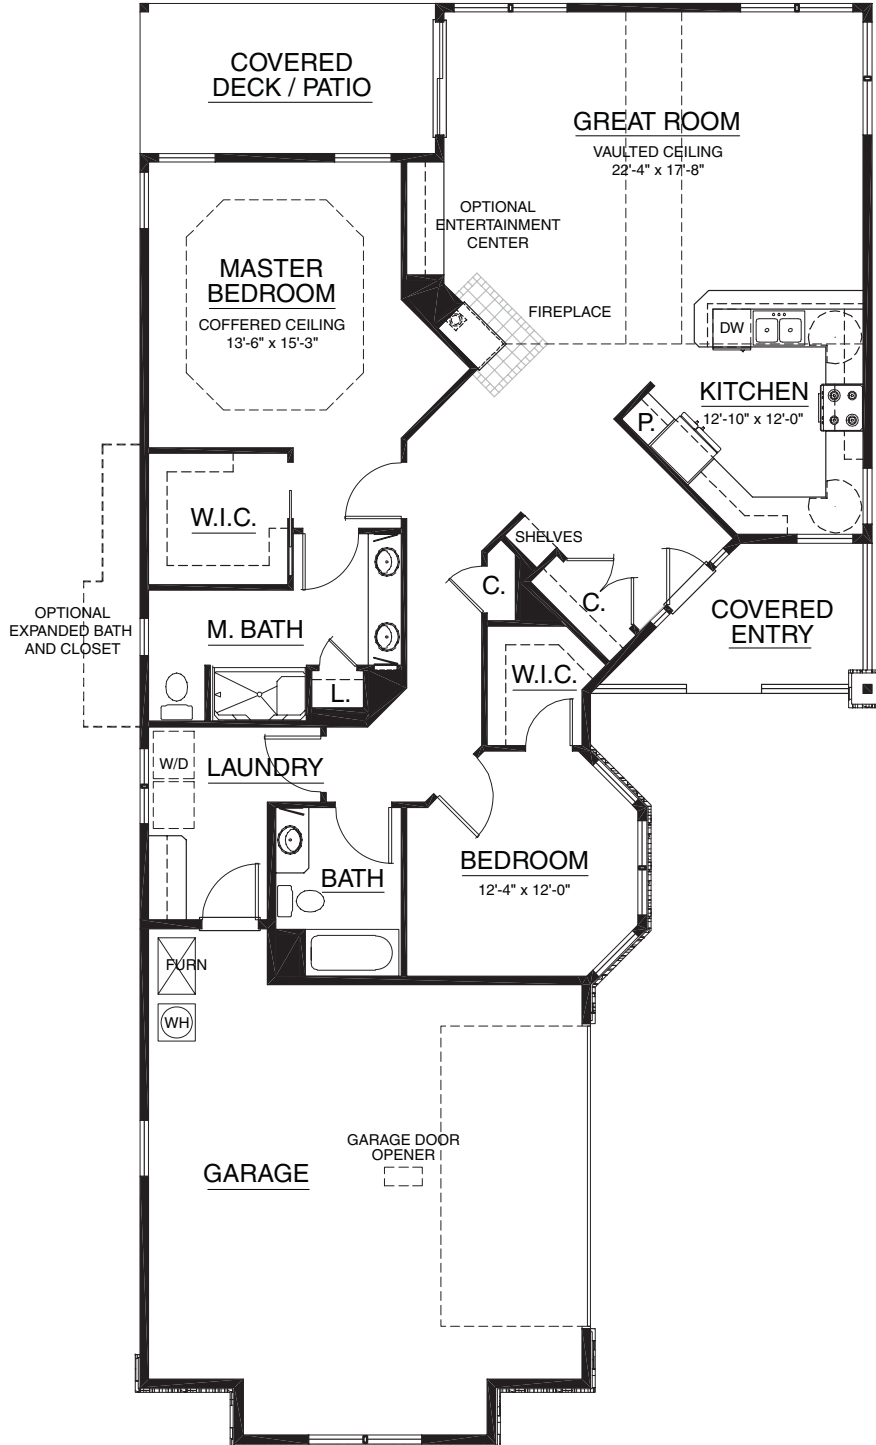 COVERED
DECK / PATIO
GREAT ROOM
VAULTED CEILING
22'-4" x 17'-8"
OPTIONAL
ENTERTAINMENT
CENTER
MASTER
BEDROOM
COFFERED CEILING
13'-6" x 15'-3"
FIREPLACE
DW
KITCHEN
12'-10" x 12'-0"
P.
W.I.C.
SHELVES
C.
C.
COVERED
ENTRY
OPTIONAL
EXPANDED BATH
AND CLOSET
M. BATH
W.I.C.
L.
W/D
LAUNDRY
BEDROOM
12'-4" x 12'-0"
BATH
FURN
WH
GARAGE DOOR
OPENER
GARAGE